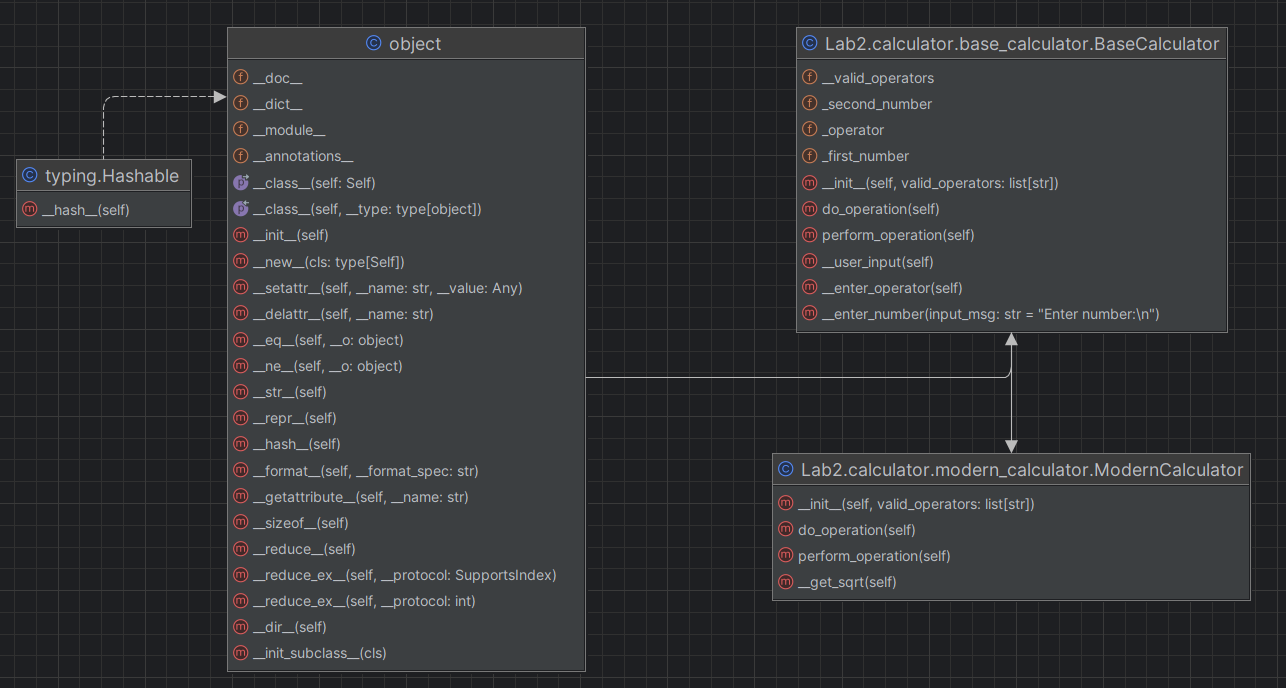 typing.Hashable
__hash__(self)
object
__doc__
__dict__
__module__
__annotations__
__class__(self: Self)
__class__(self, __type: type[object])
__init__(self)
__new__(cls: type[Self])
__setattr__(self, __name: str, __value: Any)
__delattr__(self, __name: str)
__eq__(self, __o: object)
__ne__(self, __o: object)
__str__(self)
__repr__(self)
__hash__(self)
__format__(self, __format_spec: str)
__getattribute__(self, __name: str)
__sizeof__(self)
__reduce__(self)
__reduce_ex__(self, __protocol: SupportsIndex)
__reduce_ex__(self, __protocol: int)
__dir__(self)
__init_subclass__(cls)
Lab2.calculator.base_calculator.BaseCalculator
__valid_operators
_second_number
_operator
_first_number
__init__(self, valid_operators: list[str])
do_operation(self)
perform_operation(self)
__user_input(self)
__enter_operator(self)
__enter_number(input_msg: str = "Enter number:\n")
Lab2.calculator.modern_calculator.ModernCalculator
__init__(self, valid_operators: list[str])
do_operation(self)
perform_operation(self)
__get_sqrt(self)